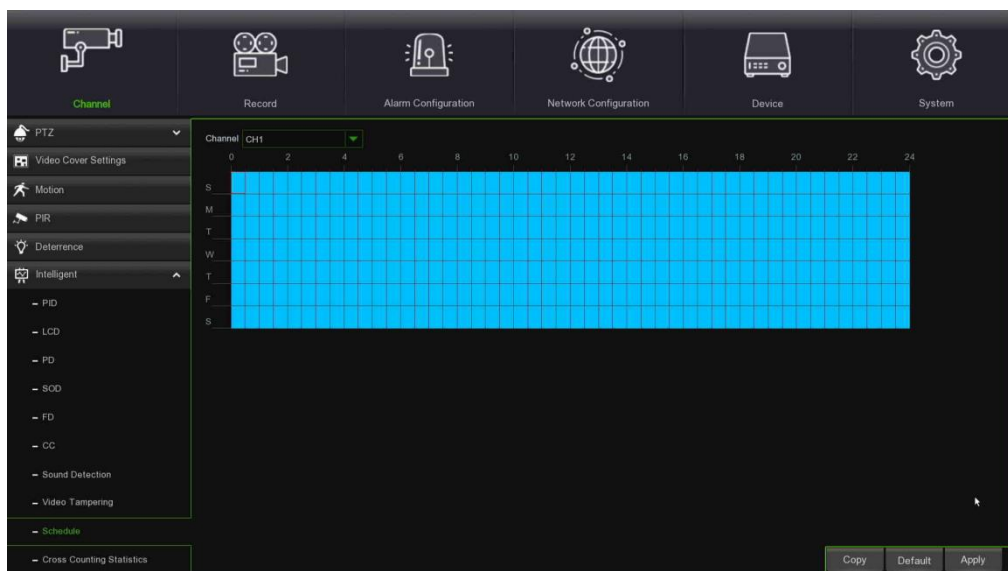 Channel
Record
Alarm Configuration
Network Configuration
Device
System
PTZ
Video Cover Settings
Motion
PIR
Deterrence
Intelligent
PID
LCD
PD
SOD
FD
CC
Sound Detection
Video Tampering
Schedule
Cross Counting Statistics
Channel CH1
0 2 4 6 8 10 12 14 16 18 20 22 24
S
M
T
W
T
F
S
Copy Default Apply